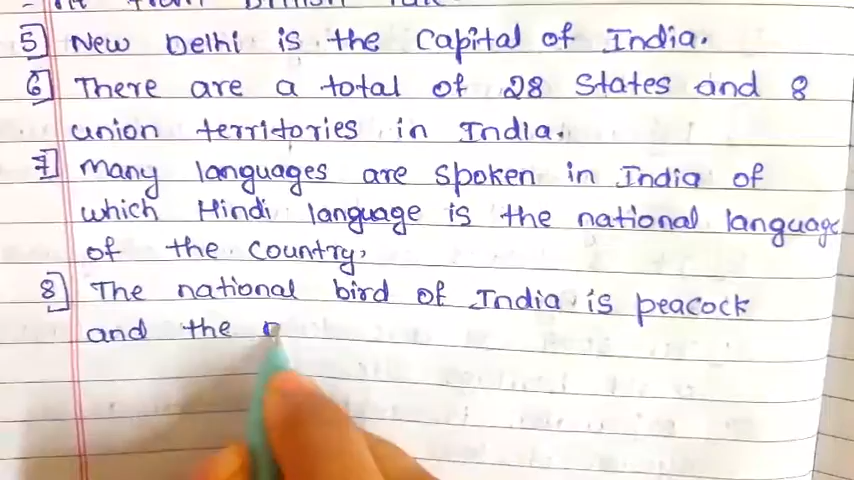 5] New Delhi is the Capital of India.
6] There are a total of 28 States and 8
union territories in India.
7] Many languages are spoken in India of
which Hindi language is the national language
of the country,
8] The national bird of India is peacock
and the